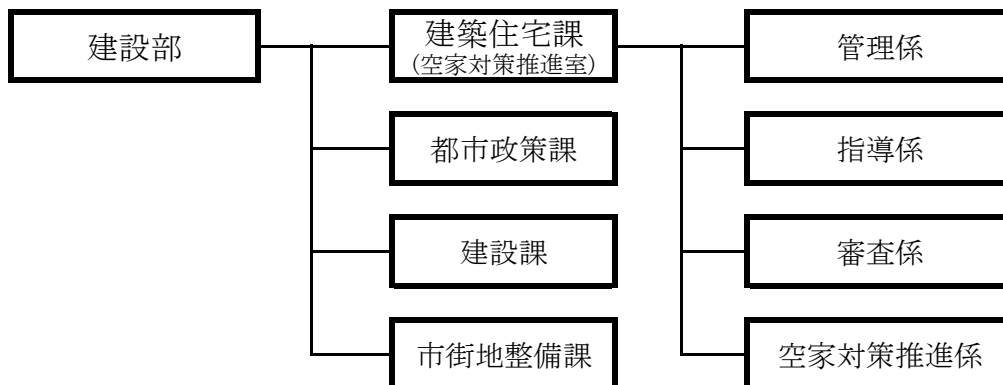 建設部
建築住宅課
(空家対策推進室)
管理係
都市政策課
指導係
建設課
審査係
市街地整備課
空家対策推進係